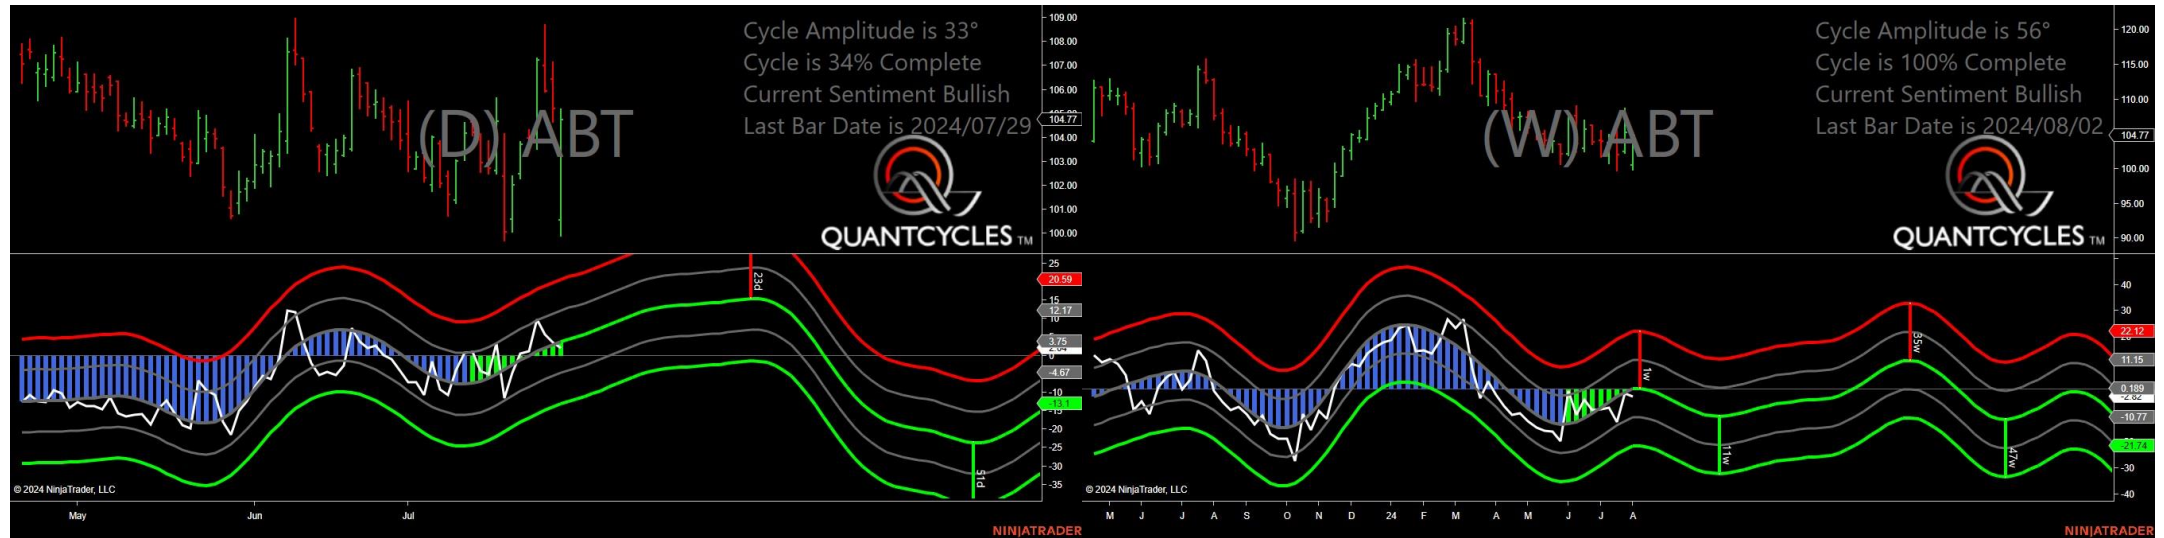 Cycle Amplitude is 33°
Cycle is 34% Complete
Current Sentiment Bullish
Last Bar Date is 2024/07/29
(D) ABT
QUANTCYCLES TM
109.00
108.00
107.00
106.00
104.77
104.00
103.00
102.00
101.00
100.00
25
20.59
15
12.17
10
3.75
0
-4.67
-10
-13.1
-20
-25
-30
-35
23d
51d
© 2024 NinjaTrader, LLC
May Jun Jul
NINJATRADER
Cycle Amplitude is 56°
Cycle is 100% Complete
Current Sentiment Bullish
Last Bar Date is 2024/08/02
(W) ABT
QUANTCYCLES TM
120.00
115.00
110.00
104.77
100.00
95.00
90.00
40
30
22.12
11.15
0.189
-2.82
-10.77
-21.74
-30
-40
1w
11w
35w
47w
© 2024 NinjaTrader, LLC
M J J A S O N D 24 F M A M J J A
NINJATRADER